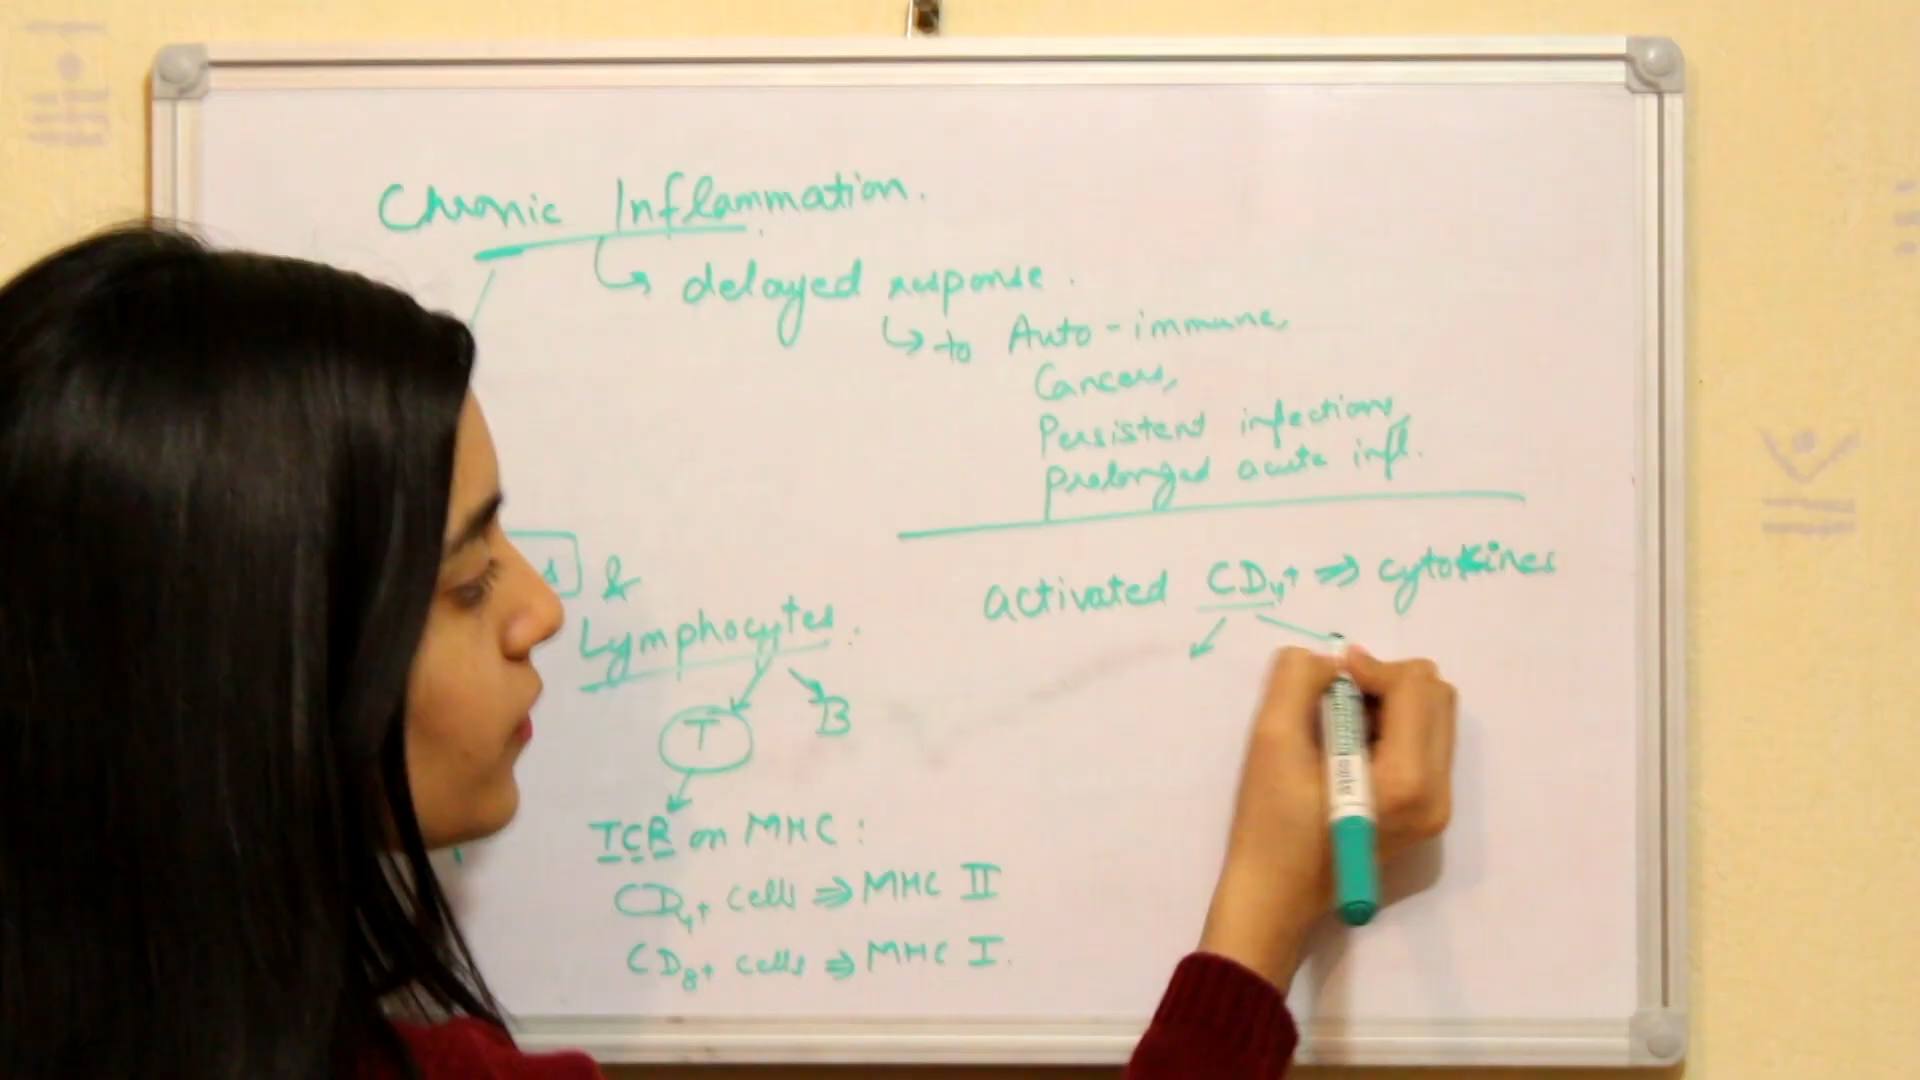 Chronic Inflammation.
↳ delayed response.
↳ to Auto-immune,
Cancers,
Persistent infections,
prolonged acute infl.
&
Lymphocytes.
T
B
TCR on MHC:
CD4+ cells ⇒ MHC II
CD8+ cells ⇒ MHC I.
activated CD4+ ⇒ cytokines